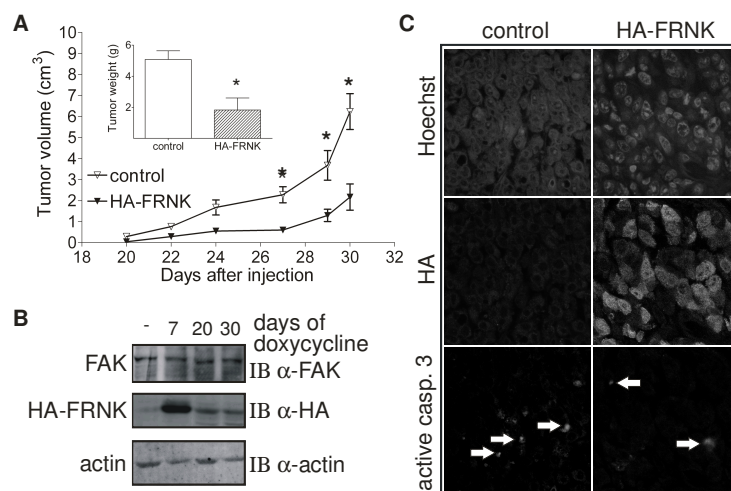 A
Tumor volume (cm3)
10
9
8
7
6
5
4
3
2
1
0
18 20 22 24 26 28 30 32
Days after injection
control
HA-FRNK
*
*
*
*
Tumor weight (g)
6
4
2
control HA-FRNK
*
B
- 7 20 30 days of
doxycycline
FAK IB α-FAK
HA-FRNK IB α-HA
actin IB α-actin
C
control HA-FRNK
Hoechst
HA
active casp. 3